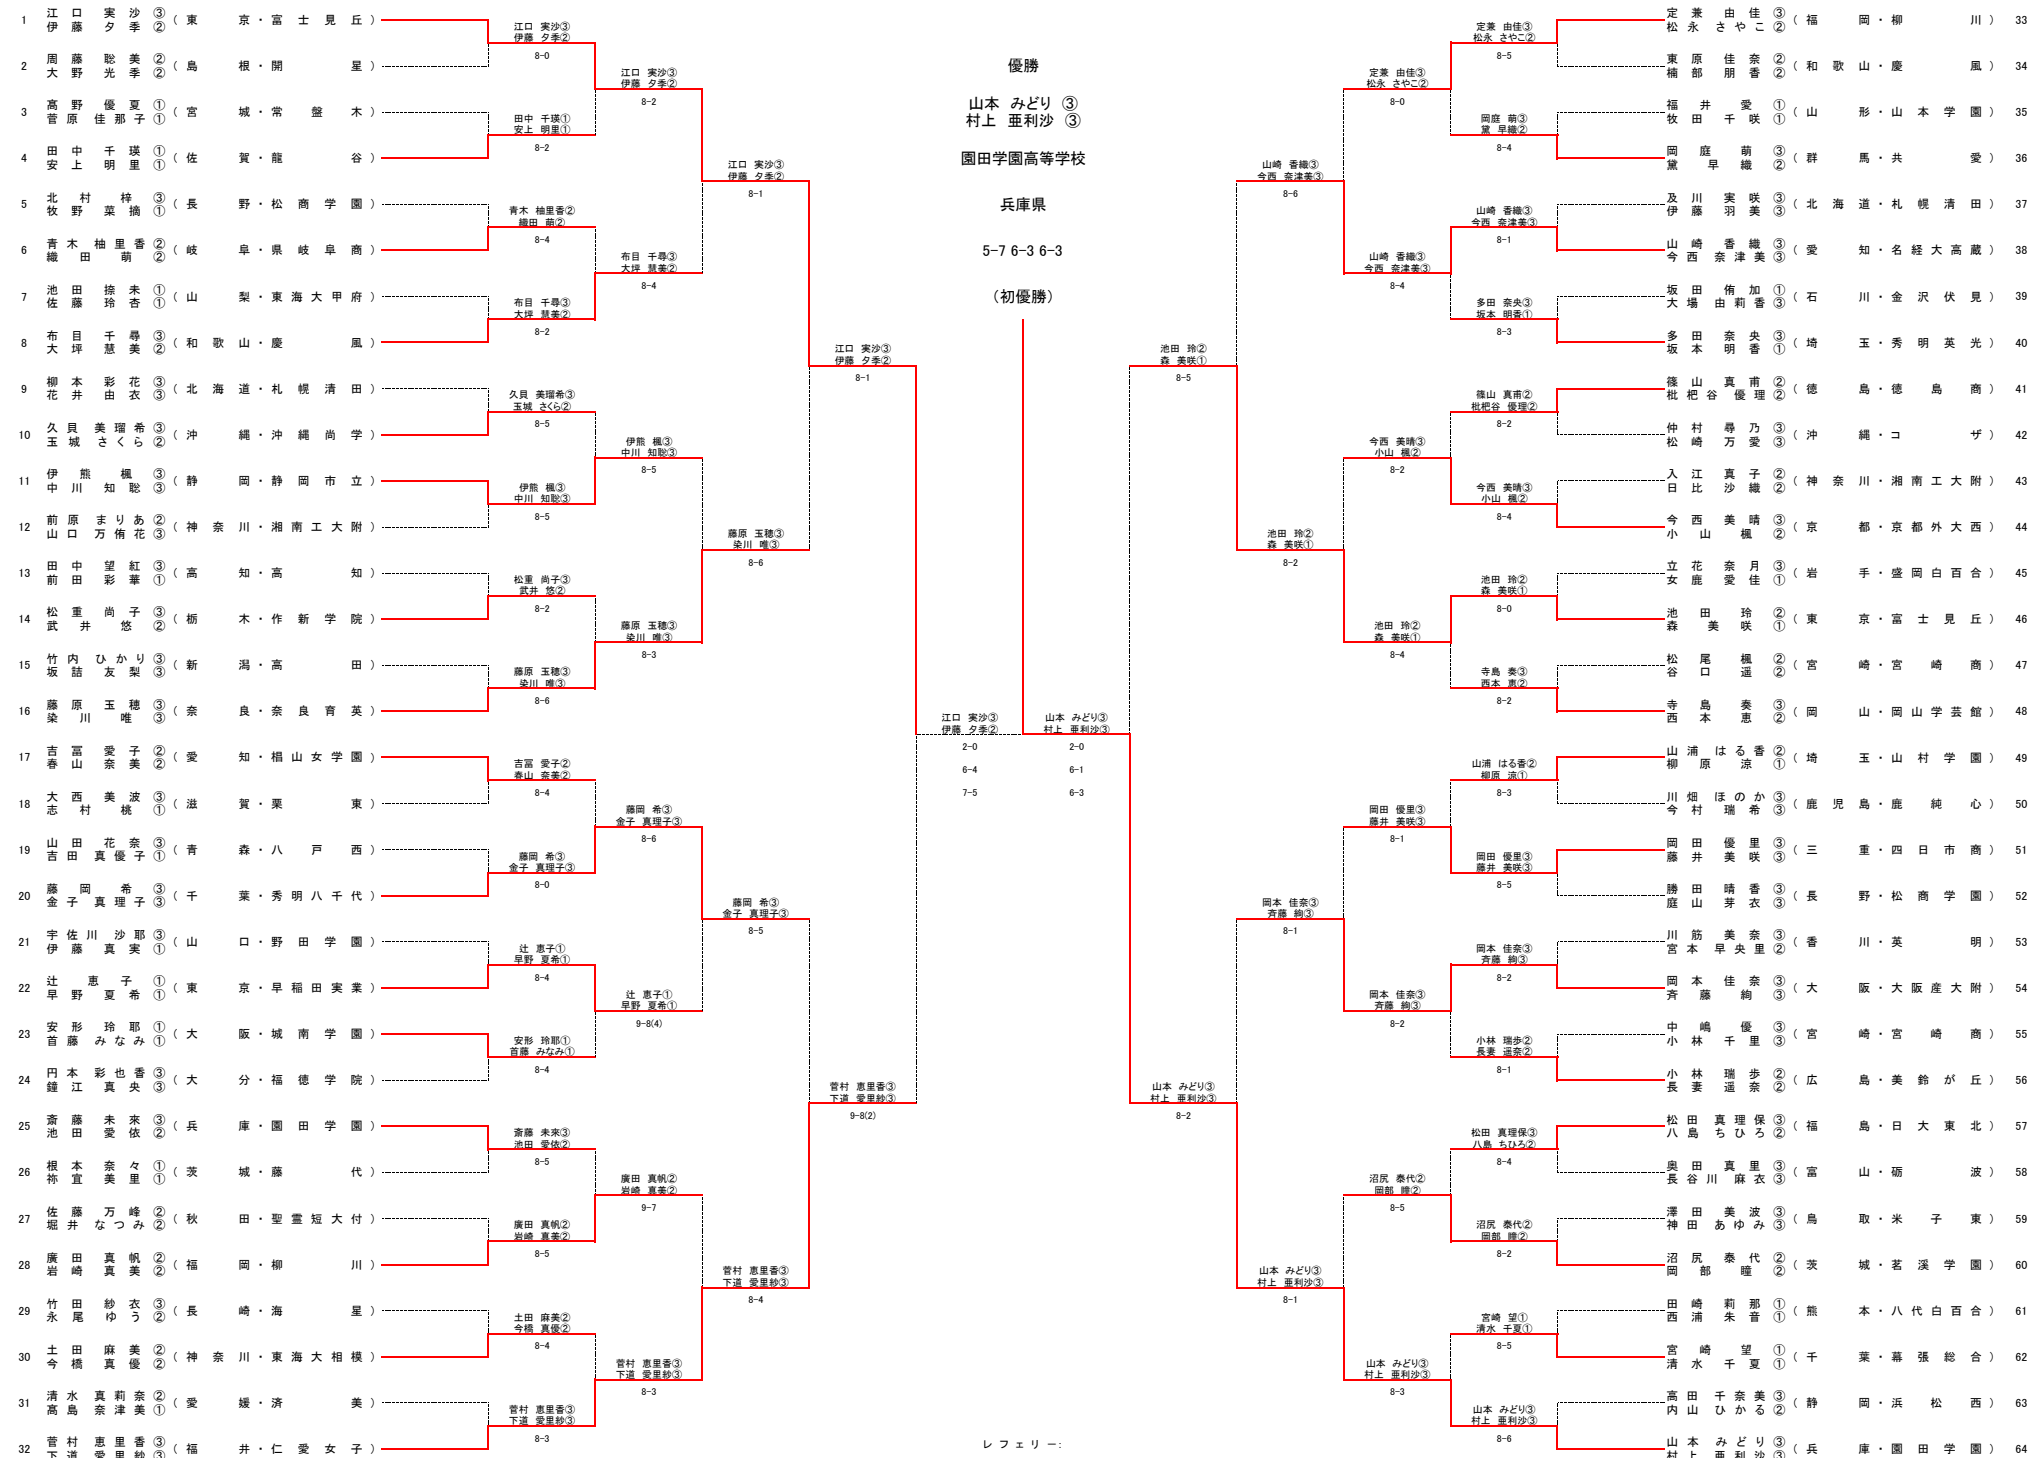 1 江口 実沙 ③ (東京・富士見丘)
伊藤 夕季 ②
2 周藤 聡美 ② (島根・開星)
大野 光季 ②
3 髙野 優夏 ① (宮城・常盤木)
菅原 佳那子 ①
4 田中 千瑛 ① (佐賀・龍谷)
安上 明里 ①
5 北村 梓 ③ (長野・松商学園)
牧野 菜摘 ①
6 青木 柚里香 ② (岐阜・県岐阜商)
織田 萌 ②
7 池田 捺未 ① (山梨・東海大甲府)
佐藤 玲杏 ①
8 布目 千尋 ③ (和歌山・慶風)
大坪 慧美 ②
9 柳本 彩花 ③ (北海道・札幌清田)
花井 由衣 ③
10 久貝 美瑠希 ③ (沖縄・沖縄尚学)
玉城 さくら ②
11 伊熊 楓 ③ (静岡・静岡市立)
中川 知聡 ③
12 前原 まりあ ② (神奈川・湘南工大附)
山口 万侑花 ③
13 田中 望紅 ③ (高知・高知)
前田 彩華 ①
14 松重 尚子 ③ (栃木・作新学院)
武井 悠 ②
15 竹内 ひかり ③ (新潟・高田)
坂詰 友梨 ③
16 藤原 玉穂 ③ (奈良・奈良育英)
染川 唯 ③
17 吉冨 愛子 ② (愛知・椙山女学園)
春山 奈美 ②
18 大西 美波 ③ (滋賀・栗東)
志村 桃 ①
19 山田 花奈 ③ (青森・八戸西)
吉田 真優子 ①
20 藤岡 希 ③ (千葉・秀明八千代)
金子 真理子 ③
21 宇佐川 沙耶 ③ (山口・野田学園)
伊藤 真実 ①
22 辻 恵子 ① (東京・早稲田実業)
早野 夏希 ①
23 安形 玲耶 ① (大阪・城南学園)
首藤 みなみ ①
24 円本 彩也香 ③ (大分・福徳学院)
鐘江 真央 ③
25 斎藤 未来 ③ (兵庫・園田学園)
池田 愛依 ②
26 根本 奈々 ① (茨城・藤代)
祢宜 美里 ①
27 佐藤 万峰 ② (秋田・聖霊短大付)
堀井 なつみ ②
28 廣田 真帆 ② (福岡・柳川)
岩崎 真美 ②
29 竹田 紗衣 ③ (長崎・海星)
永尾 ゆう ②
30 土田 麻美 ② (神奈川・東海大相模)
今橋 真優 ②
31 清水 真莉奈 ② (愛媛・済美)
髙島 奈津美 ①
32 菅村 恵里香 ③ (福井・仁愛女子)
下道 愛里紗 ③
江口 実沙③
伊藤 夕季②
8-0
田中 千瑛①
安上 明里①
8-2
青木 柚里香②
織田 萌②
8-4
布目 千尋③
大坪 慧美②
8-2
久貝 美瑠希③
玉城 さくら②
8-5
伊熊 楓③
中川 知聡③
8-5
松重 尚子③
武井 悠②
8-2
藤原 玉穂③
染川 唯③
8-6
吉冨 愛子②
春山 奈美②
8-4
藤岡 希③
金子 真理子③
8-0
辻 恵子①
早野 夏希①
8-4
安形 玲耶①
首藤 みなみ①
8-4
斎藤 未来③
池田 愛依②
8-5
廣田 真帆②
岩崎 真美②
8-5
土田 麻美②
今橋 真優②
8-4
菅村 恵里香③
下道 愛里紗③
8-3
江口 実沙③
伊藤 夕季②
8-2
布目 千尋③
大坪 慧美②
8-4
伊熊 楓③
中川 知聡③
8-5
藤原 玉穂③
染川 唯③
8-3
藤岡 希③
金子 真理子③
8-6
辻 恵子①
早野 夏希①
9-8(4)
廣田 真帆②
岩崎 真美②
9-7
菅村 恵里香③
下道 愛里紗③
8-3
江口 実沙③
伊藤 夕季②
8-1
藤原 玉穂③
染川 唯③
8-6
藤岡 希③
金子 真理子③
8-5
菅村 恵里香③
下道 愛里紗③
8-4
江口 実沙③
伊藤 夕季②
8-1
菅村 恵里香③
下道 愛里紗③
9-8(2)
江口 実沙③
伊藤 夕季②
2-0
6-4
7-5
優勝
山本 みどり ③
村上 亜利沙 ③
園田学園高等学校
兵庫県
5-7 6-3 6-3
(初優勝)
山本 みどり③
村上 亜利沙③
2-0
6-1
6-3
レフェリー:
池田 玲②
森 美咲①
8-5
山本 みどり③
村上 亜利沙③
8-2
山崎 香織③
今西 奈津美③
8-6
池田 玲②
森 美咲①
8-2
岡本 佳奈③
斉藤 絢③
8-1
山本 みどり③
村上 亜利沙③
8-1
定兼 由佳③
松永 さやこ②
8-0
山崎 香織③
今西 奈津美③
8-4
今西 美晴③
小山 楓②
8-2
池田 玲②
森 美咲①
8-4
岡田 優里③
藤井 美咲③
8-1
岡本 佳奈③
斉藤 絢③
8-2
沼尻 泰代②
岡部 瞳②
8-5
山本 みどり③
村上 亜利沙③
8-3
定兼 由佳③
松永 さやこ②
8-5
岡庭 萌③
黛 早織②
8-4
山崎 香織③
今西 奈津美③
8-1
多田 奈央③
坂本 明香①
8-3
篠山 真甫②
枇杷谷 優理②
8-2
今西 美晴③
小山 楓②
8-4
池田 玲②
森 美咲①
8-0
寺島 奏③
西本 恵②
8-2
山浦 はる香②
柳原 涼①
8-3
岡田 優里③
藤井 美咲③
8-5
岡本 佳奈③
斉藤 絢③
8-2
小林 瑞歩②
長妻 遥奈②
8-1
松田 真理保③
八島 ちひろ②
8-4
沼尻 泰代②
岡部 瞳②
8-2
宮崎 望①
清水 千夏①
8-5
山本 みどり③
村上 亜利沙③
8-6
定兼 由佳 ③ (福岡・柳川) 33
松永 さやこ ②
東原 佳奈 ② (和歌山・慶風) 34
楠部 朋香 ②
福井 愛 ① (山形・山本学園) 35
牧田 千咲 ①
岡庭 萌 ③ (群馬・共愛) 36
黛 早織 ②
及川 実咲 ③ (北海道・札幌清田) 37
伊藤 羽美 ③
山崎 香織 ③ (愛知・名経大高蔵) 38
今西 奈津美 ③
坂田 侑加 ① (石川・金沢伏見) 39
大場 由莉香 ③
多田 奈央 ③ (埼玉・秀明英光) 40
坂本 明香 ①
篠山 真甫 ② (徳島・徳島商) 41
枇杷谷 優理 ②
仲村 尋乃 ③ (沖縄・コザ) 42
松崎 万愛 ③
入江 真子 ② (神奈川・湘南工大附) 43
日比 沙織 ②
今西 美晴 ③ (京都・京都外大西) 44
小山 楓 ②
立花 奈月 ③ (岩手・盛岡白百合) 45
女鹿 愛佳 ①
池田 玲 ② (東京・富士見丘) 46
森 美咲 ①
松尾 楓 ② (宮崎・宮崎商) 47
谷口 遥 ②
寺島 奏 ③ (岡山・岡山学芸館) 48
西本 恵 ②
山浦 はる香 ② (埼玉・山村学園) 49
柳原 涼 ①
川畑 ほのか ③ (鹿児島・鹿純心) 50
今村 瑞希 ③
岡田 優里 ③ (三重・四日市商) 51
藤井 美咲 ③
勝田 晴香 ③ (長野・松商学園) 52
庭山 芽衣 ③
川筋 美奈 ③ (香川・英明) 53
宮本 早央里 ②
岡本 佳奈 ③ (大阪・大阪産大附) 54
斉藤 絢 ③
中嶋 優 ③ (宮崎・宮崎商) 55
小林 千里 ③
小林 瑞歩 ② (広島・美鈴が丘) 56
長妻 遥奈 ②
松田 真理保 ③ (福島・日大東北) 57
八島 ちひろ ②
奥田 真里 ③ (富山・砺波) 58
長谷川 麻衣 ③
澤田 美波 ③ (鳥取・米子東) 59
神田 あゆみ ③
沼尻 泰代 ② (茨城・茗溪学園) 60
岡部 瞳 ②
田崎 莉那 ① (熊本・八代白百合) 61
西浦 朱音 ①
宮崎 望 ① (千葉・幕張総合) 62
清水 千夏 ①
高田 千奈美 ③ (静岡・浜松西) 63
内山 ひかる ②
山本 みどり ③ (兵庫・園田学園) 64
村上 亜利沙 ③